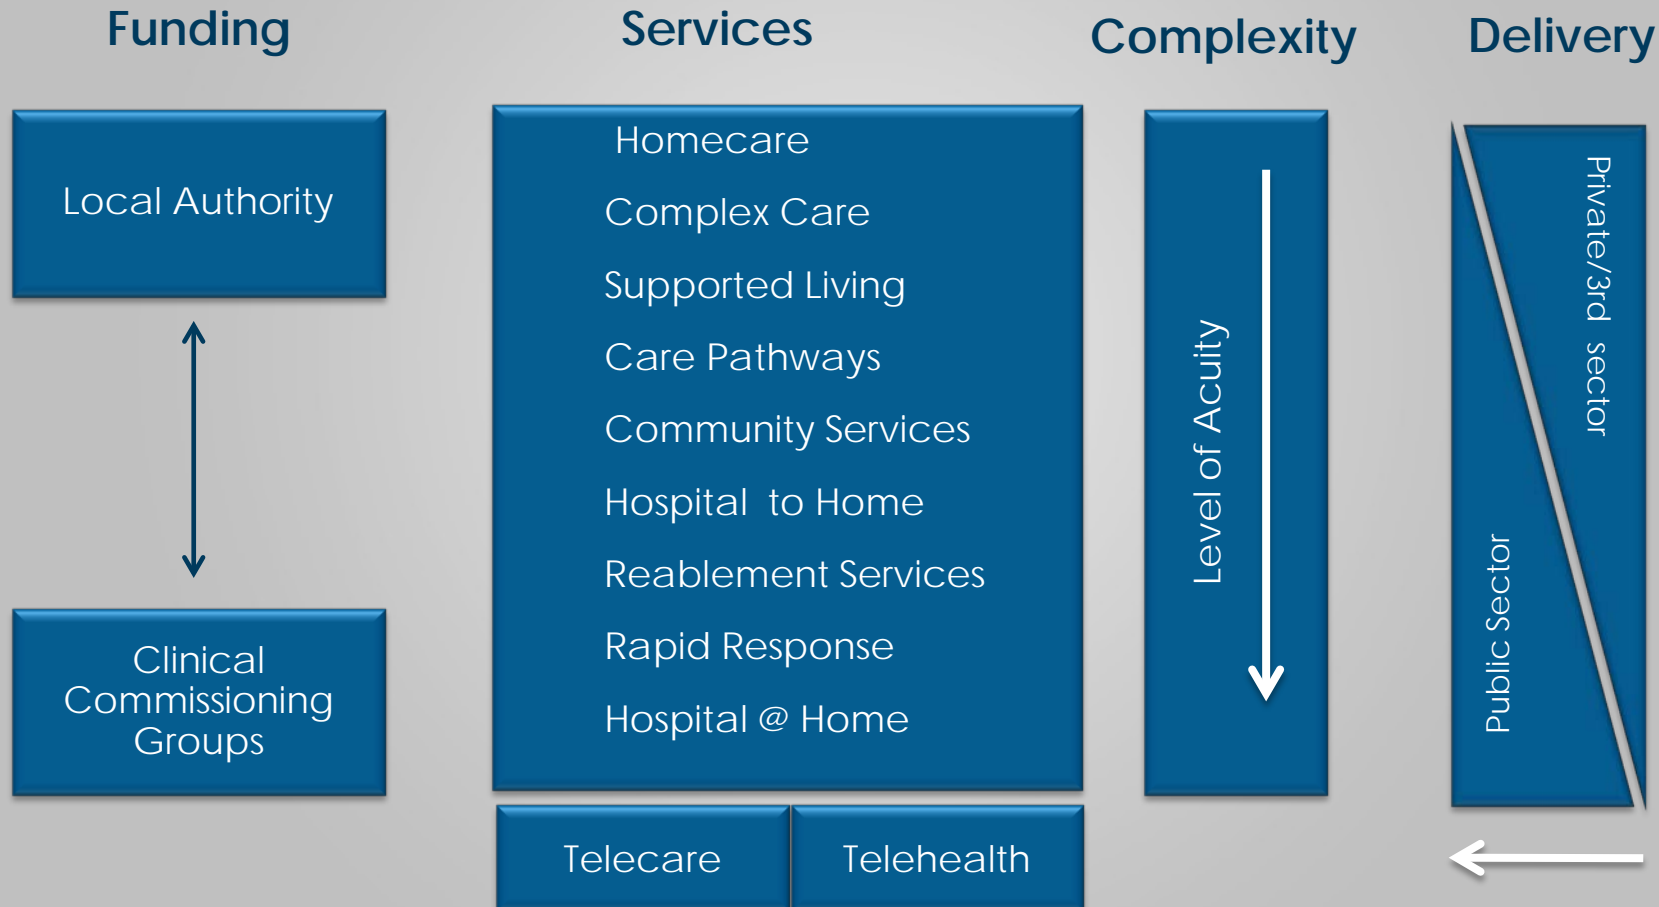 Funding
Services
Complexity
Delivery
Local Authority
Clinical
Commissioning
Groups
Homecare
Complex Care
Supported Living
Care Pathways
Community Services
Hospital to Home
Reablement Services
Rapid Response
Hospital @ Home
Telecare
Telehealth
Level of Acuity
Private/3rd sector
Public Sector